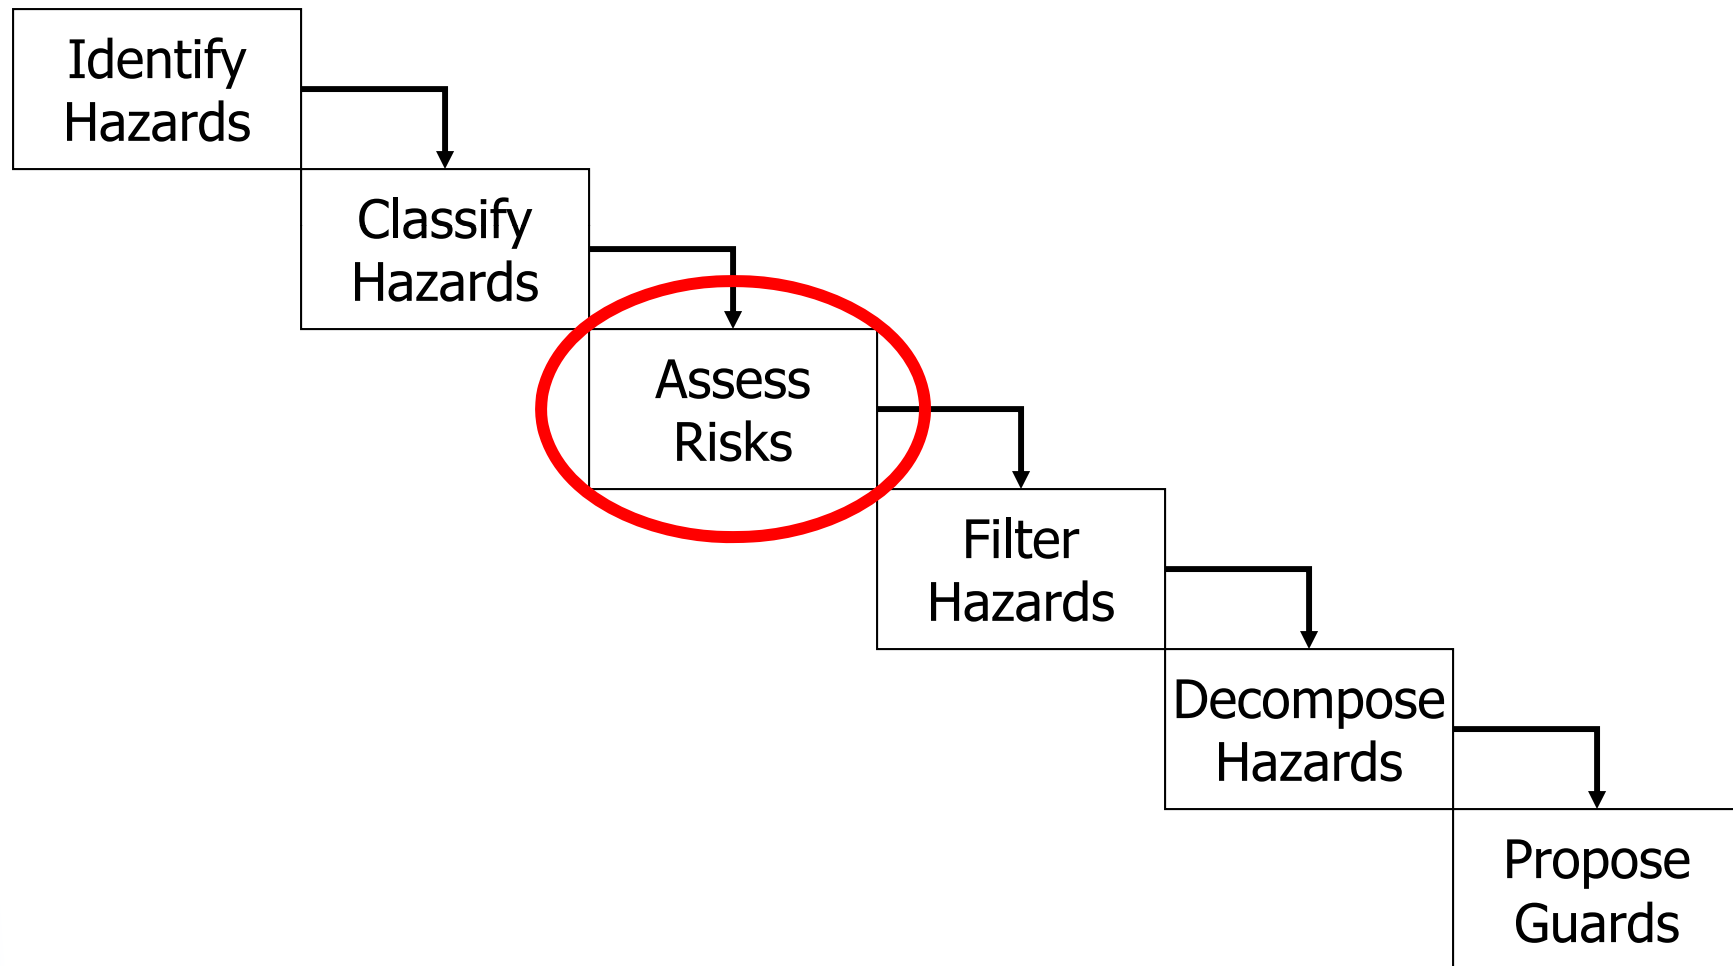 Identify
Hazards
Classify
Hazards
Assess
Risks
Filter
Hazards
Decompose
Hazards
Propose
Guards